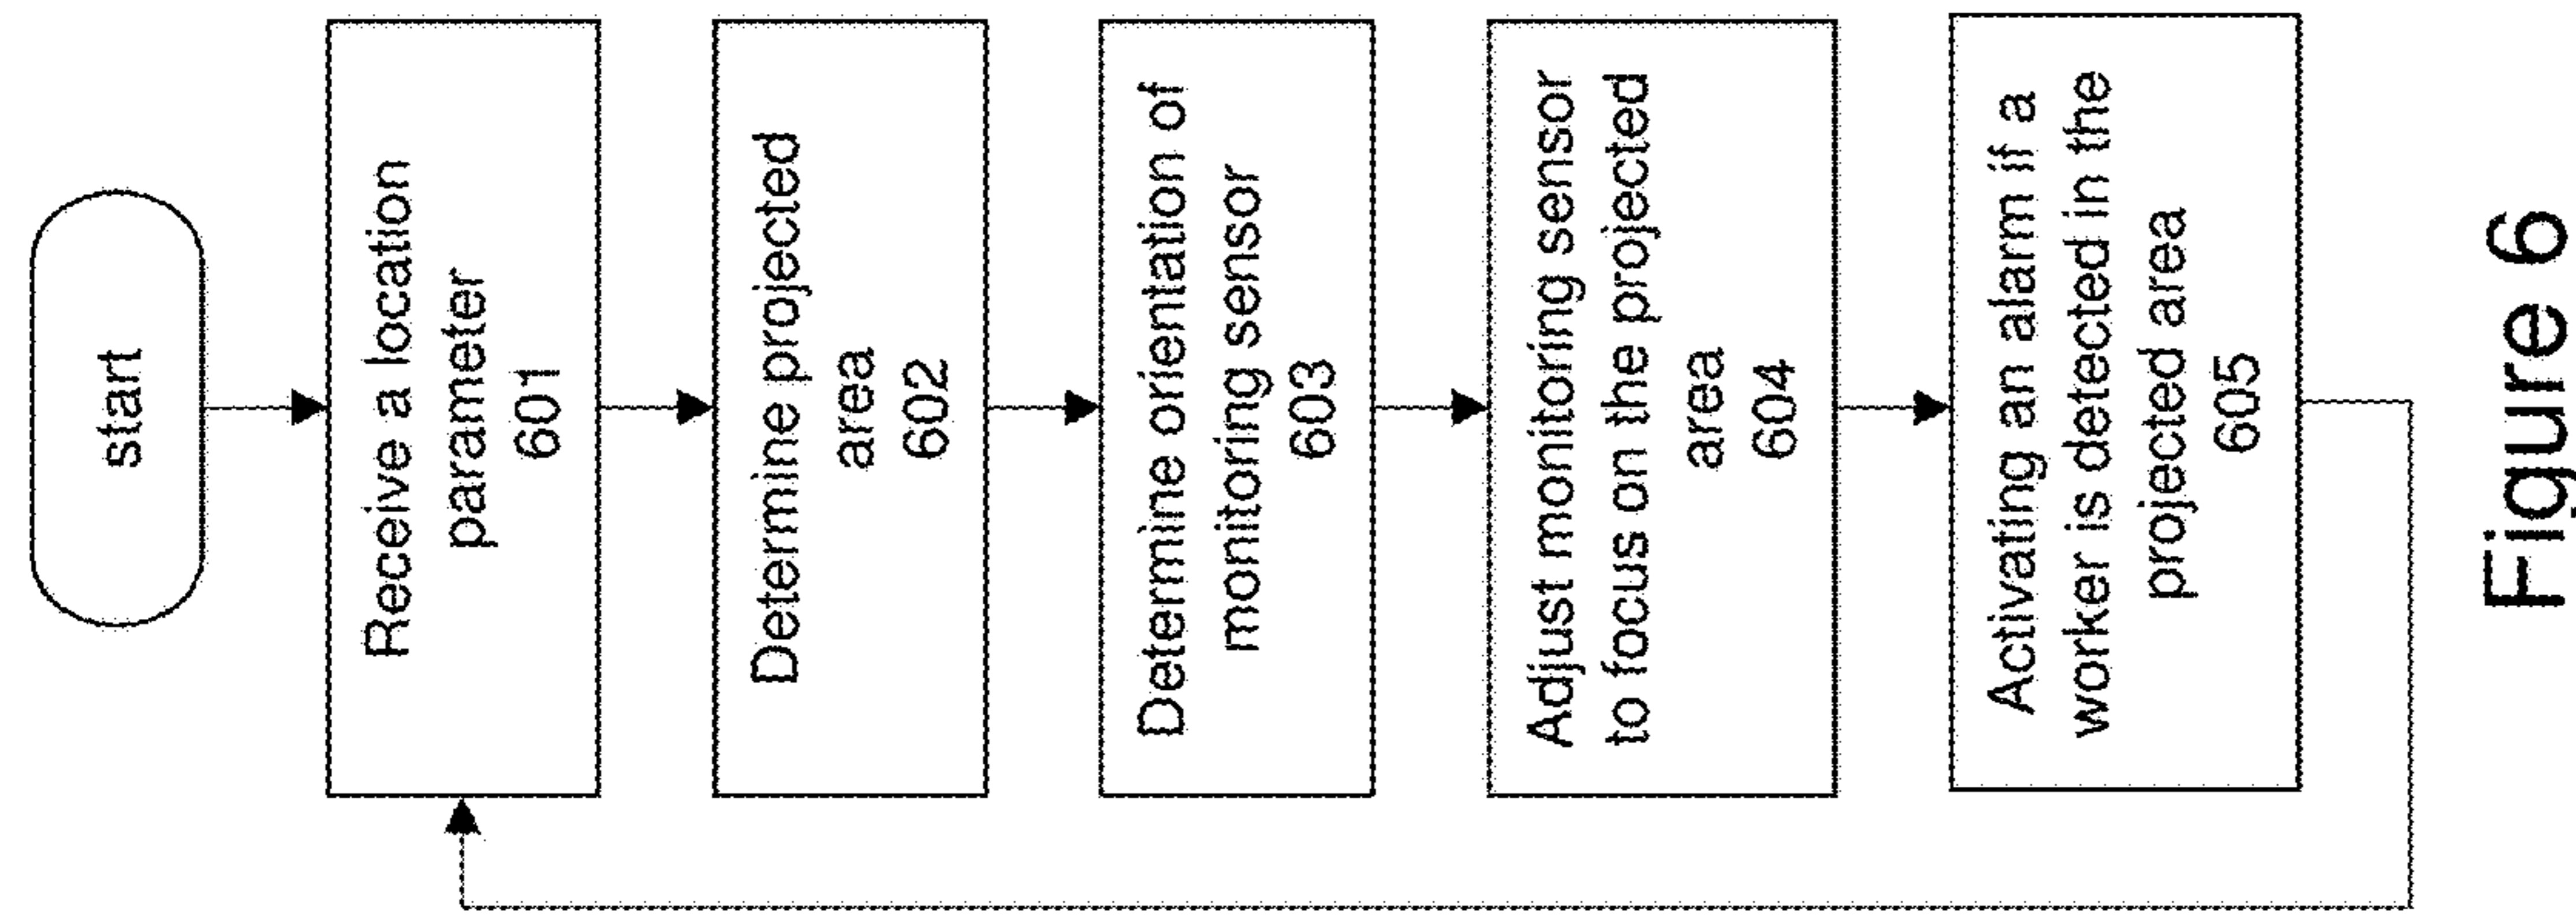 start
Receive a location
parameter
601
Determine projected
area
602
Determine orientation of
monitoring sensor
603
Adjust monitoring sensor
to focus on the projected
area
604
Activating an alarm if a
worker is detected in the
projected area
605
Figure 6